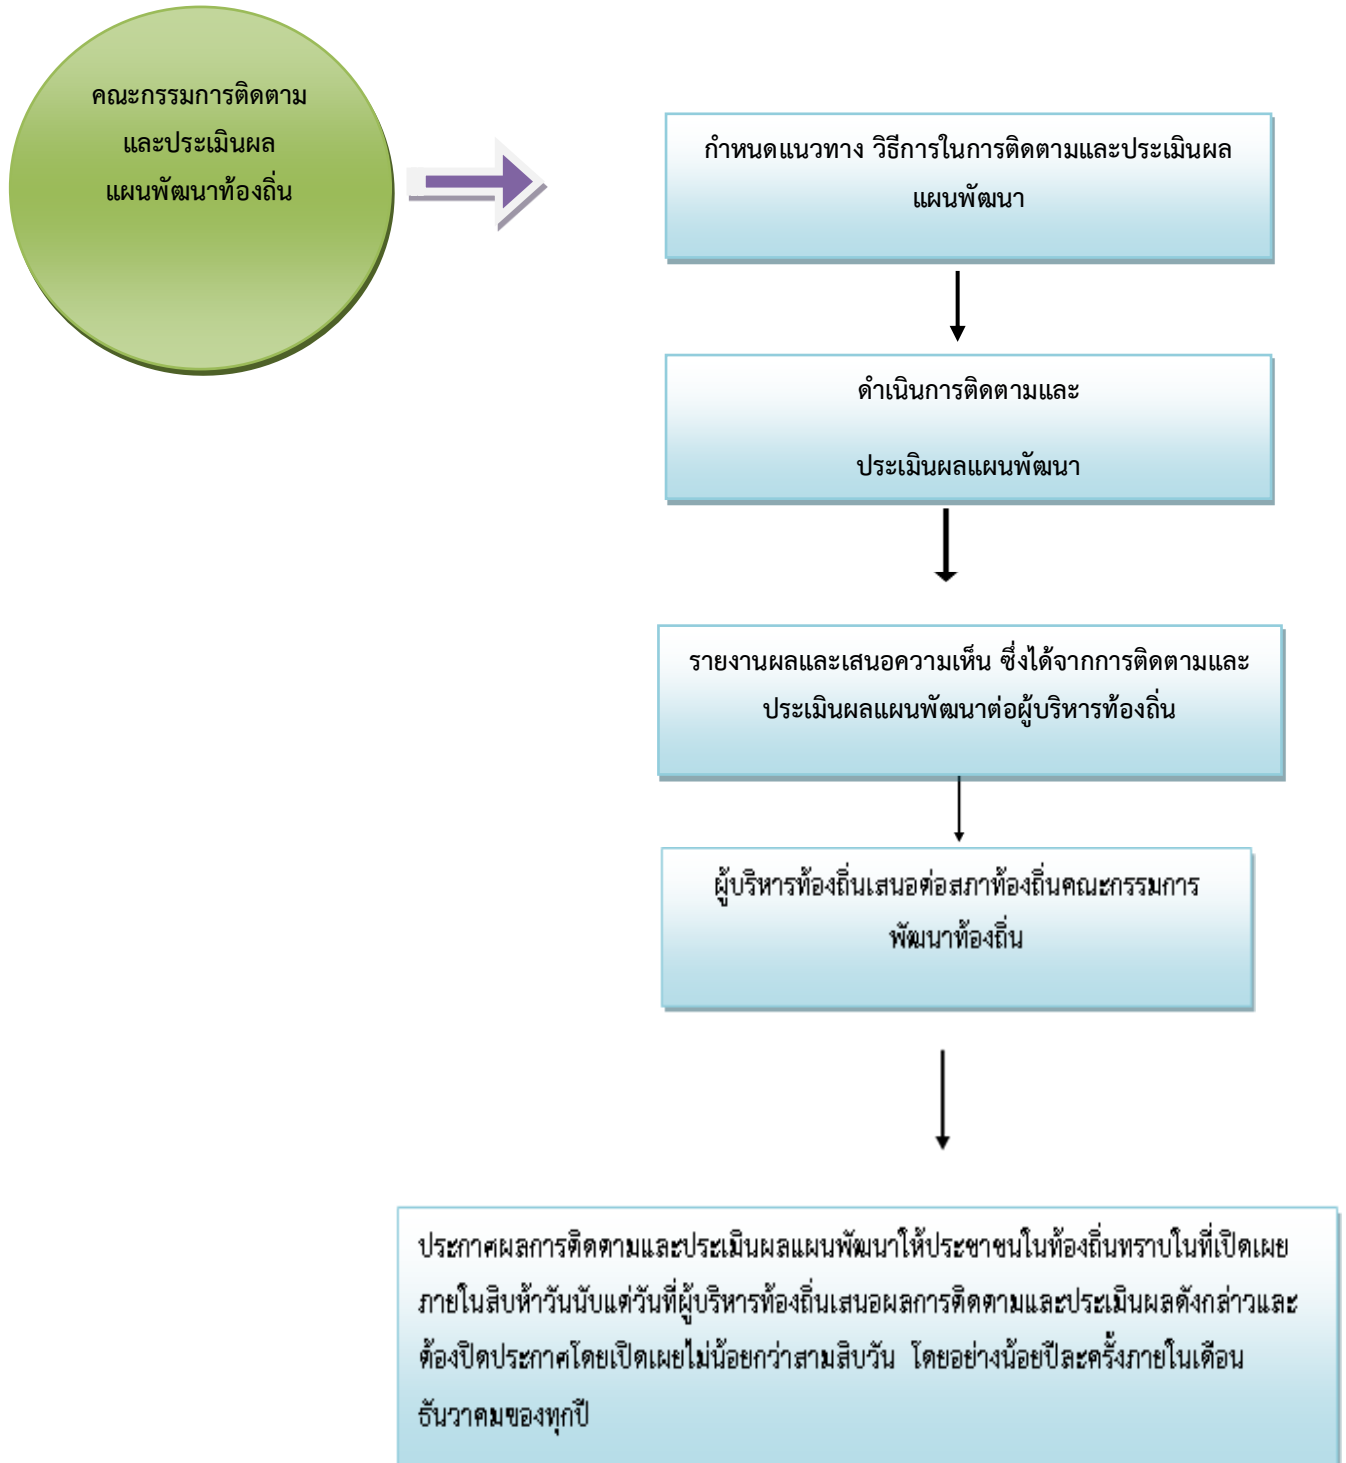 คณะกรรมการติดตาม
และประเมินผล
แผนพัฒนาท้องถิ่น
กำหนดแนวทาง วิธีการในการติดตามและประเมินผล
แผนพัฒนา
ดำเนินการติดตามและ
ประเมินผลแผนพัฒนา
รายงานผลและเสนอความเห็น ซึ่งได้จากการติดตามและ
ประเมินผลแผนพัฒนาต่อผู้บริหารท้องถิ่น
ผู้บริหารท้องถิ่นเสนอต่อสภาท้องถิ่นคณะกรรมการ
พัฒนาท้องถิ่น
ประกาศผลการติดตามและประเมินผลแผนพัฒนาให้ประชาชนในท้องถิ่นทราบในที่เปิดเผย
ภายในสิบห้าวันนับแต่วันที่ผู้บริหารท้องถิ่นเสนอผลการติดตามและประเมินผลดังกล่าวและ
ต้องปิดประกาศโดยเปิดเผยไม่น้อยกว่าสามสิบวัน โดยอย่างน้อยปีละครั้งภายในเดือน
ธันวาคมของทุกปี